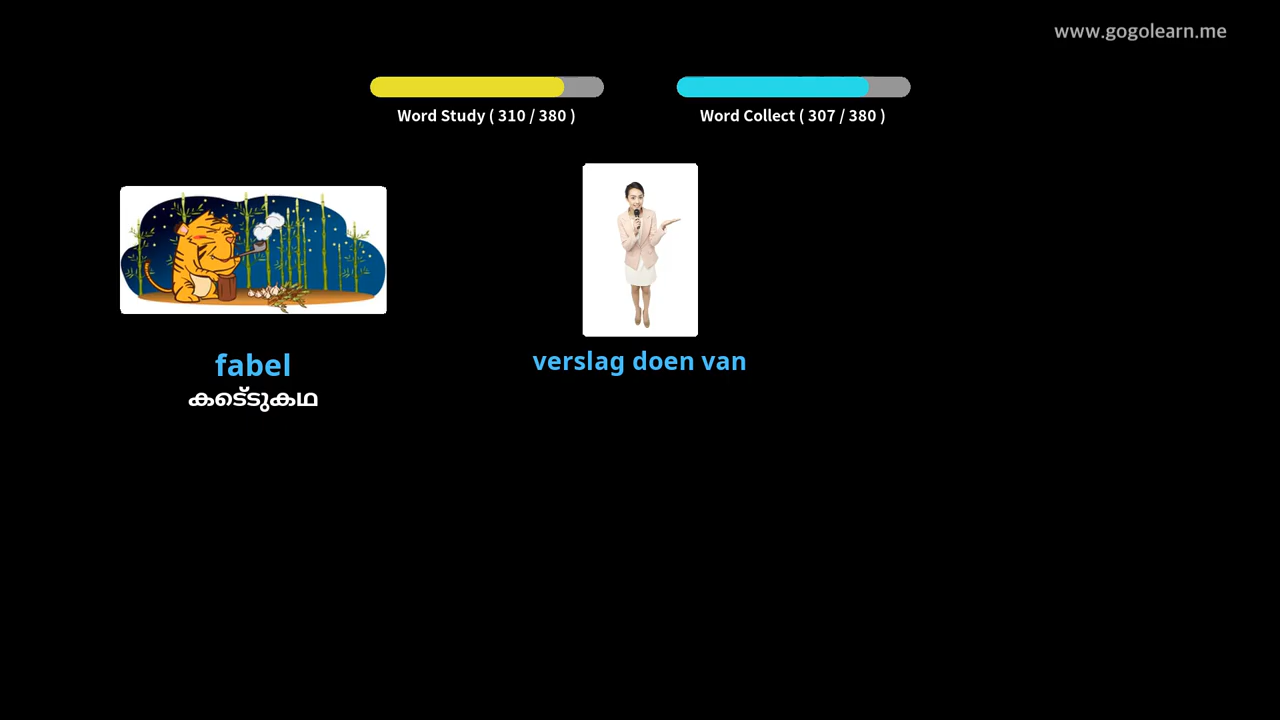 www.gogolearn.me
Word Study ( 310 / 380 )
Word Collect ( 307 / 380 )
fabel
കെട്ടുകഥ
verslag doen van